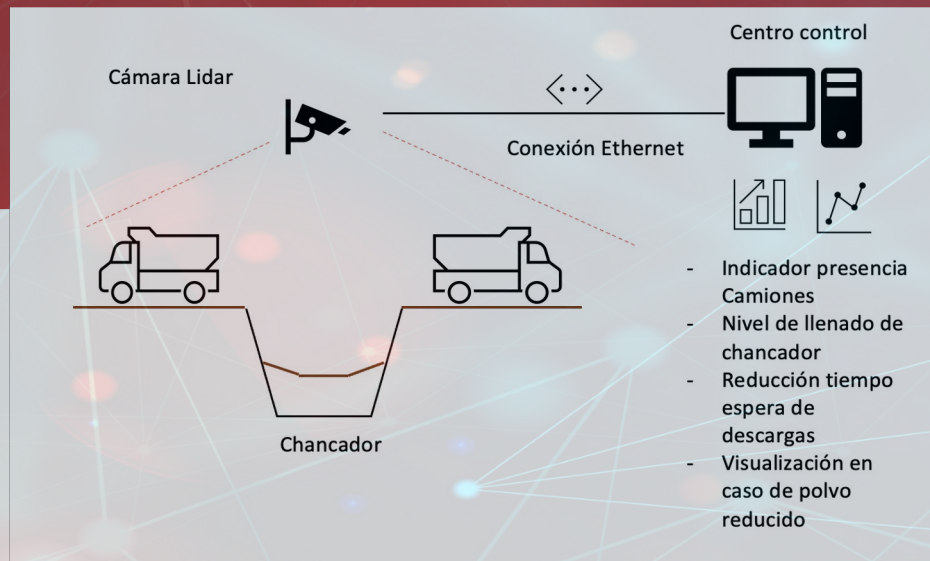 Centro control
Cámara Lidar
Conexión Ethernet
Chancador
- Indicador presencia
Camiones
- Nivel de llenado de
chancador
- Reducción tiempo
espera de
descargas
- Visualización en
caso de polvo
reducido